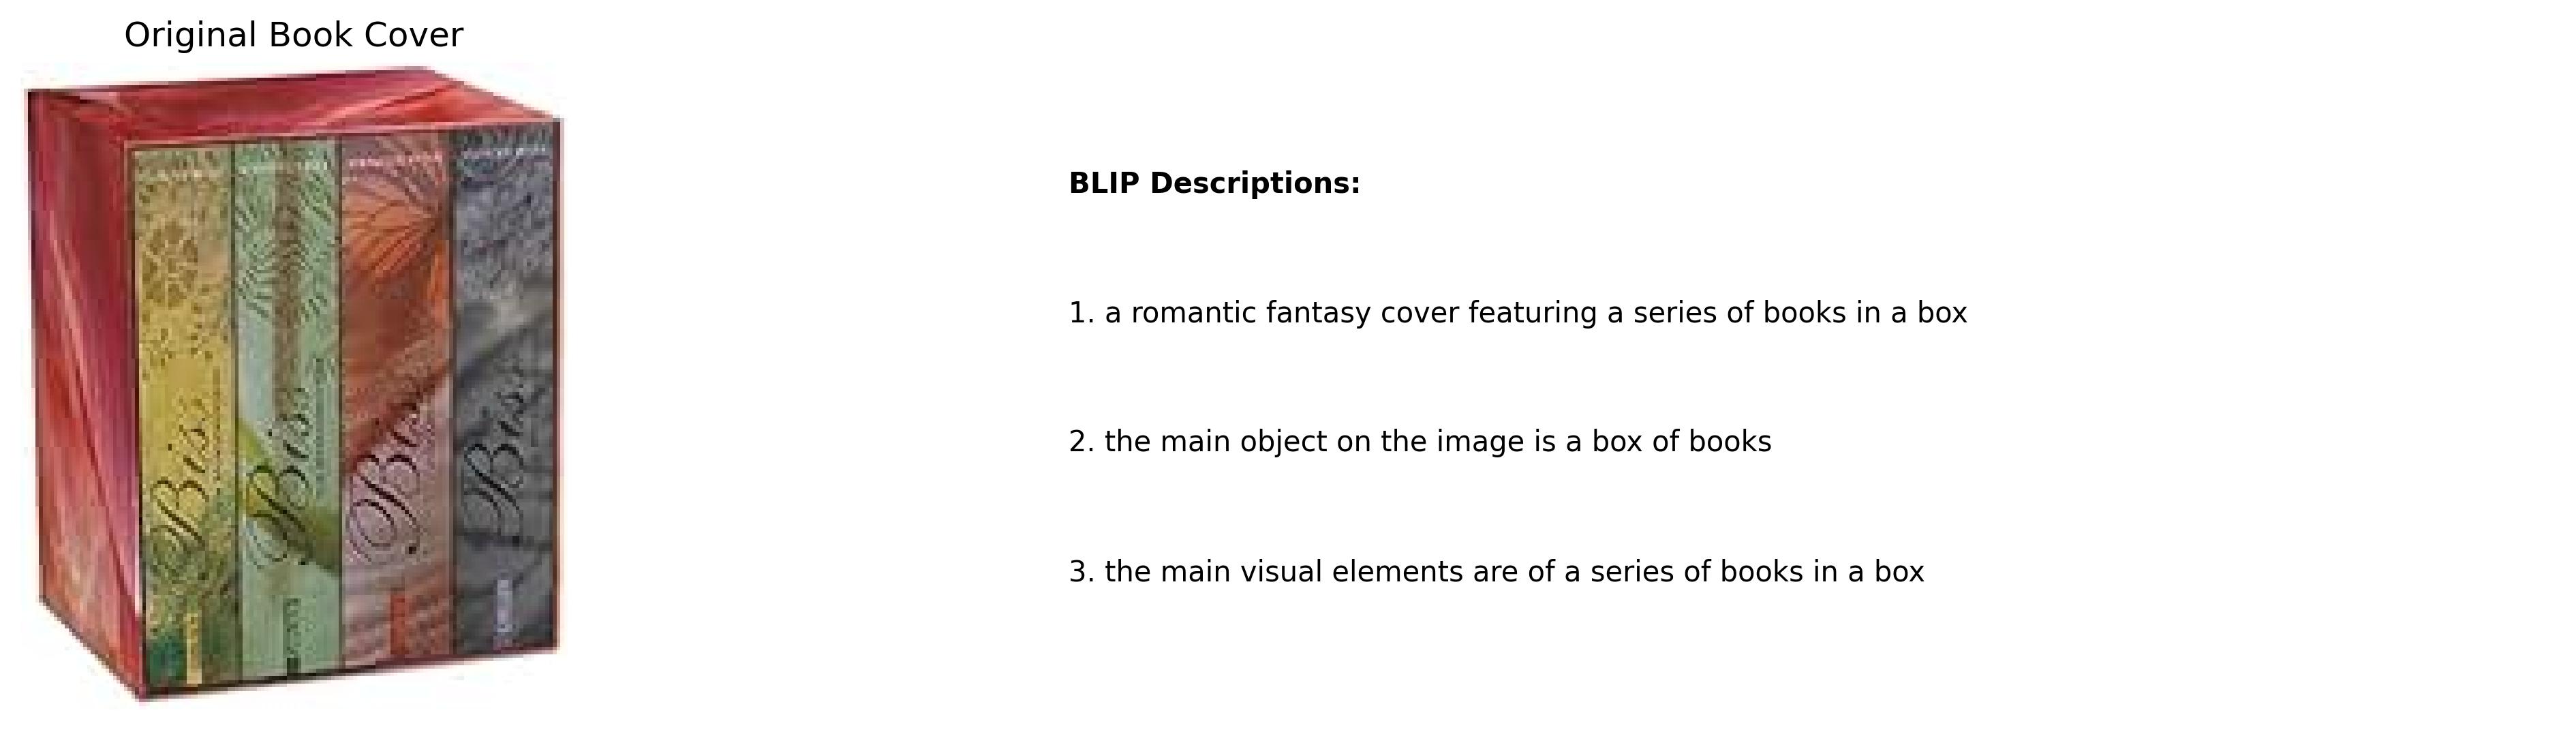 Original Book Cover
Bis
Bis
Bis
Bis
BLIP Descriptions:
1. a romantic fantasy cover featuring a series of books in a box
2. the main object on the image is a box of books
3. the main visual elements are of a series of books in a box